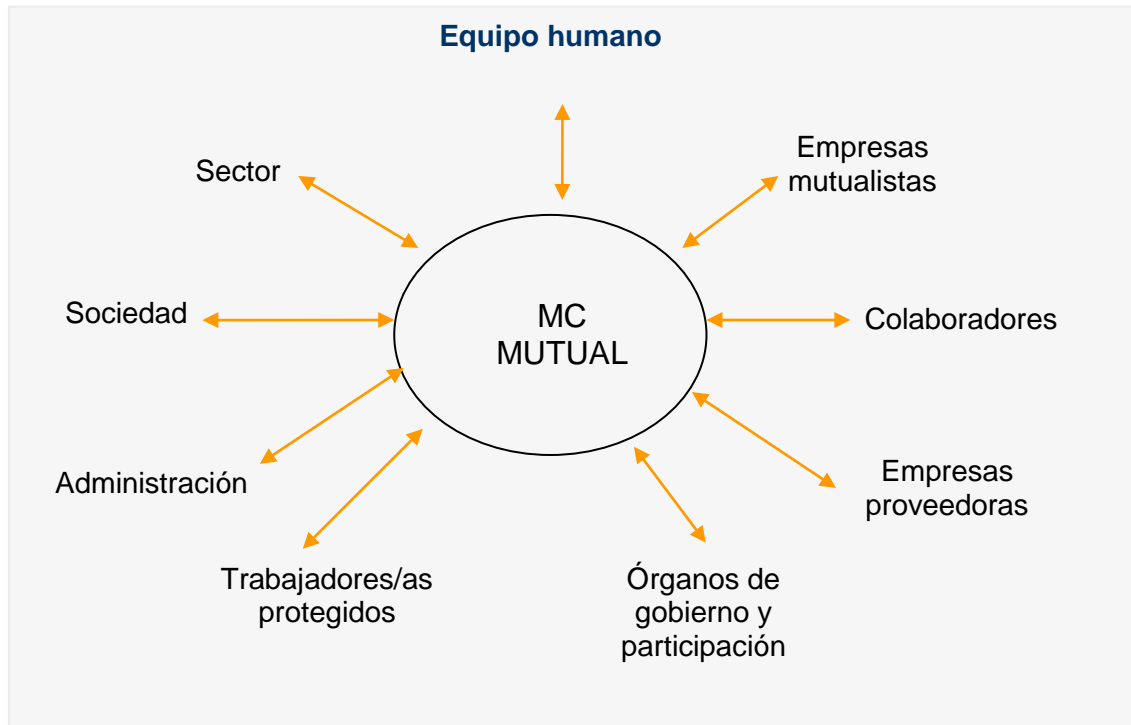 Equipo humano
Sector
Empresas
mutualistas
Sociedad
MC
MUTUAL
Colaboradores
Administración
Empresas
proveedoras
Trabajadores/as
protegidos
Órganos de
gobierno y
participación